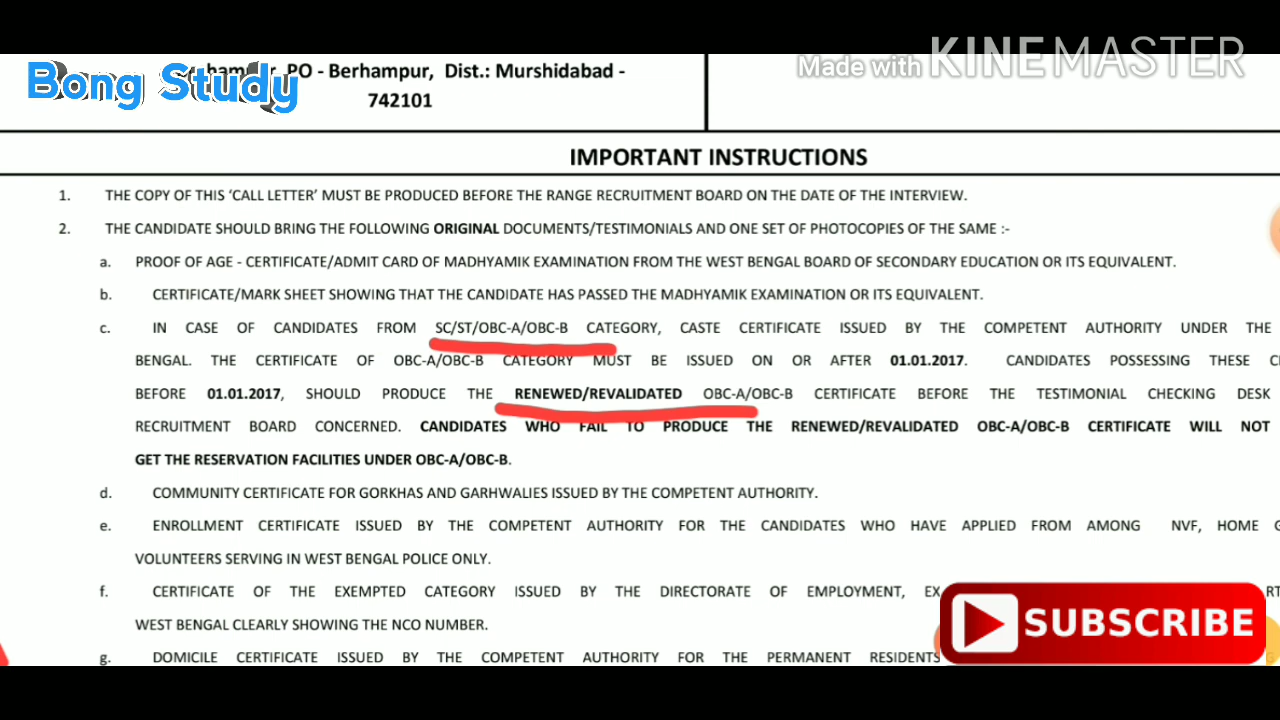 Made with KINEMASTER
Bong Study
PO - Berhampur, Dist.: Murshidabad -
742101
IMPORTANT INSTRUCTIONS
1. THE COPY OF THIS ‘CALL LETTER’ MUST BE PRODUCED BEFORE THE RANGE RECRUITMENT BOARD ON THE DATE OF THE INTERVIEW.
2. THE CANDIDATE SHOULD BRING THE FOLLOWING ORIGINAL DOCUMENTS/TESTIMONIALS AND ONE SET OF PHOTOCOPIES OF THE SAME :-
a. PROOF OF AGE - CERTIFICATE/ADMIT CARD OF MADHYAMIK EXAMINATION FROM THE WEST BENGAL BOARD OF SECONDARY EDUCATION OR ITS EQUIVALENT.
b. CERTIFICATE/MARK SHEET SHOWING THAT THE CANDIDATE HAS PASSED THE MADHYAMIK EXAMINATION OR ITS EQUIVALENT.
c. IN CASE OF CANDIDATES FROM SC/ST/OBC-A/OBC-B CATEGORY, CASTE CERTIFICATE ISSUED BY THE COMPETENT AUTHORITY UNDER THE
BENGAL. THE CERTIFICATE OF OBC-A/OBC-B CATEGORY MUST BE ISSUED ON OR AFTER 01.01.2017. CANDIDATES POSSESSING THESE
BEFORE 01.01.2017, SHOULD PRODUCE THE RENEWED/REVALIDATED OBC-A/OBC-B CERTIFICATE BEFORE THE TESTIMONIAL CHECKING DESK
RECRUITMENT BOARD CONCERNED. CANDIDATES WHO FAIL TO PRODUCE THE RENEWED/REVALIDATED OBC-A/OBC-B CERTIFICATE WILL NOT
GET THE RESERVATION FACILITIES UNDER OBC-A/OBC-B.
d. COMMUNITY CERTIFICATE FOR GORKHAS AND GARHWALIES ISSUED BY THE COMPETENT AUTHORITY.
e. ENROLLMENT CERTIFICATE ISSUED BY THE COMPETENT AUTHORITY FOR THE CANDIDATES WHO HAVE APPLIED FROM AMONG NVF, HOME
VOLUNTEERS SERVING IN WEST BENGAL POLICE ONLY.
f. CERTIFICATE OF THE EXEMPTED CATEGORY ISSUED BY THE DIRECTORATE OF EMPLOYMENT,
WEST BENGAL CLEARLY SHOWING THE NCO NUMBER.
g. DOMICILE CERTIFICATE ISSUED BY THE COMPETENT AUTHORITY FOR THE PERMANENT RESIDENTS
SUBSCRIBE